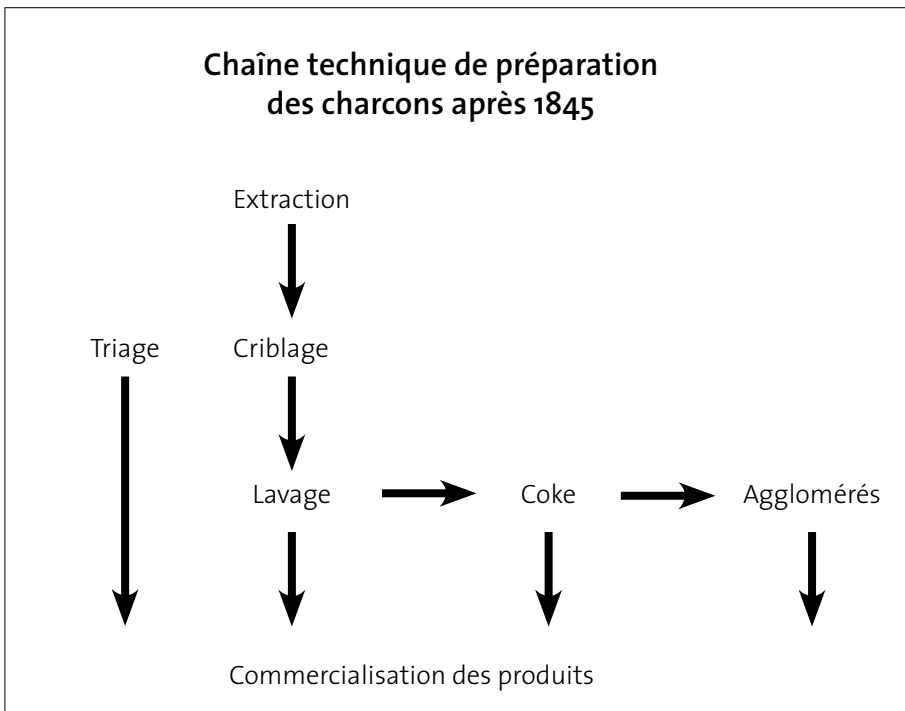 Chaîne technique de préparation
des charcons après 1845
Extraction
Triage
Criblage
Lavage
Coke
Agglomérés
Commercialisation des produits